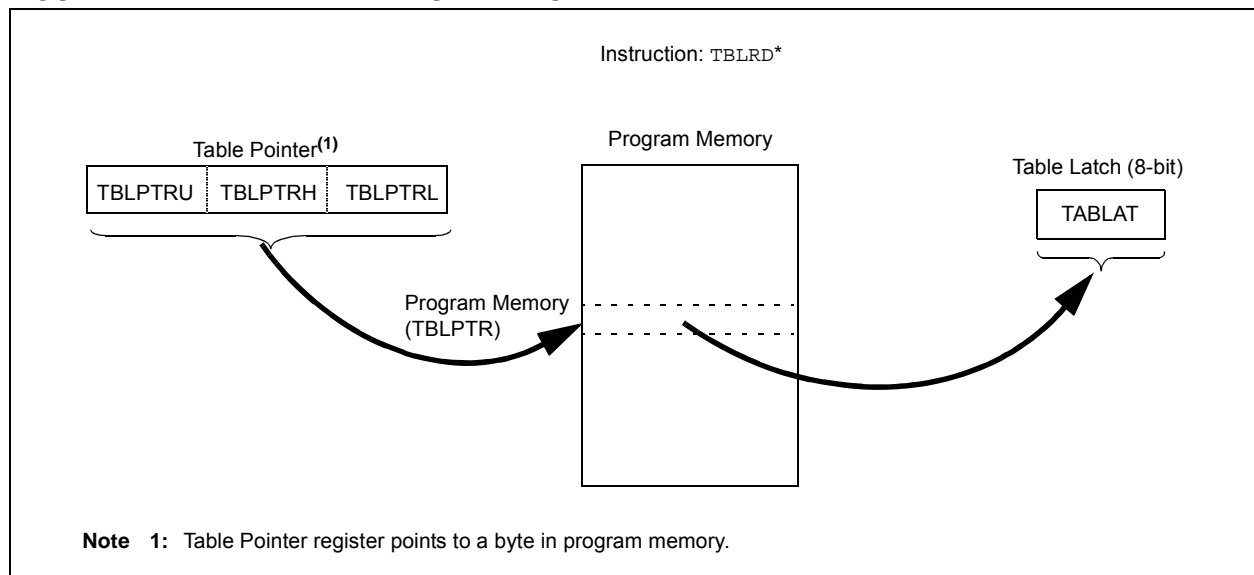 Instruction: TBLRD*
Table Pointer(1)
Program Memory
Table Latch (8-bit)
TBLPTRU TBLPTRH TBLPTRL
TABLAT
Program Memory
(TBLPTR)
Note 1: Table Pointer register points to a byte in program memory.